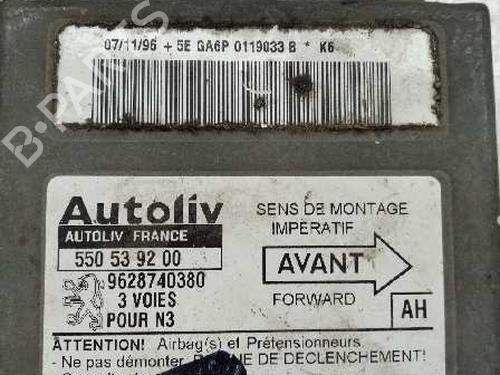 07/11/96 + 5E GA6P 0119033 B * K6
Autoliv
AUTOLIV FRANCE
550 53 92 00
9628740380
3 VOIES
POUR N3
SENS DE MONTAGE
IMPÉRATIF
AVANT
FORWARD
AH
ATTENTION! Airbag(s) et Prétensionneurs.
- Ne pas démonter. DE DÉCLENCHEMENT!
B-PARTS